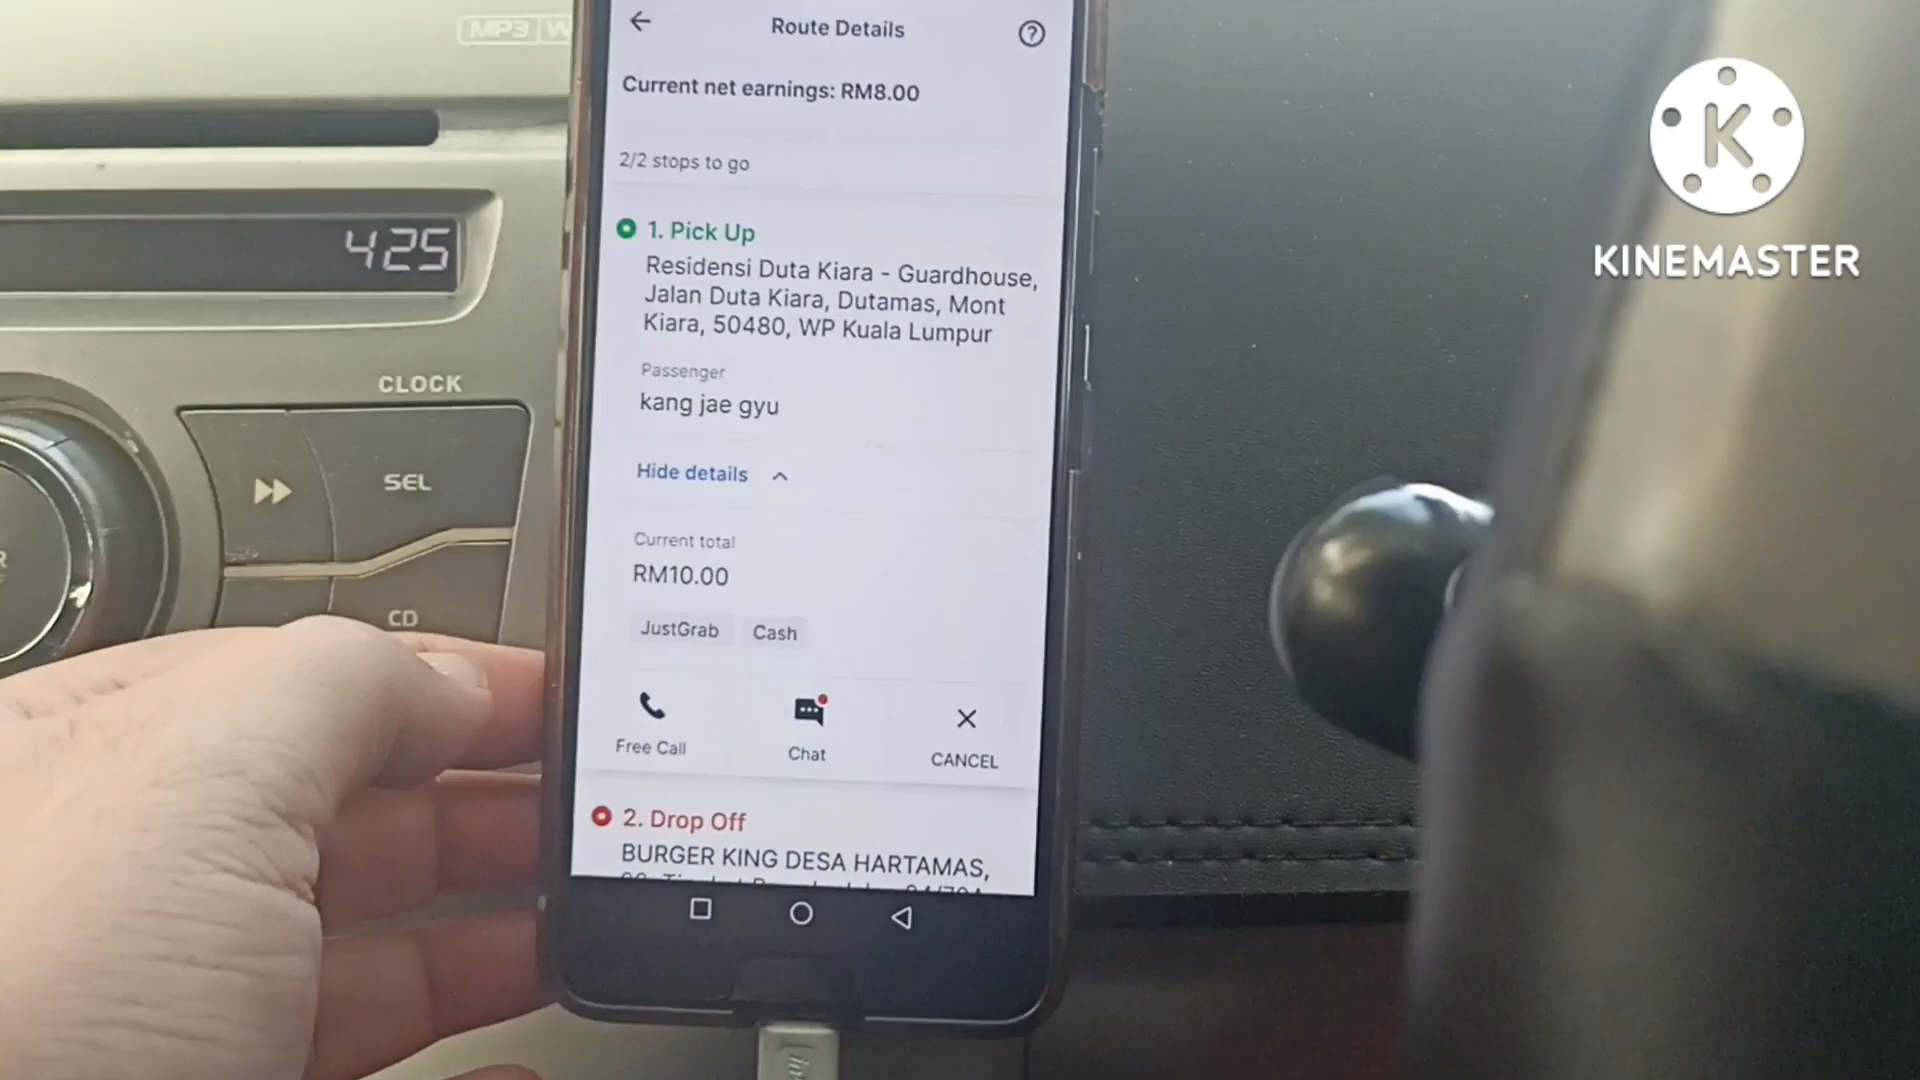 MP3 W
Route Details
Current net earnings: RM8.00
2/2 stops to go
425
1. Pick Up
Residensi Duta Kiara - Guardhouse,
Jalan Duta Kiara, Dutamas, Mont
Kiara, 50480, WP Kuala Lumpur
K
KINEMASTER
CLOCK
Passenger
kang jae gyu
Hide details
SEL
Current total
RM10.00
CD
JustGrab
Cash
Free Call
Chat
CANCEL
2. Drop Off
BURGER KING DESA HARTAMAS,